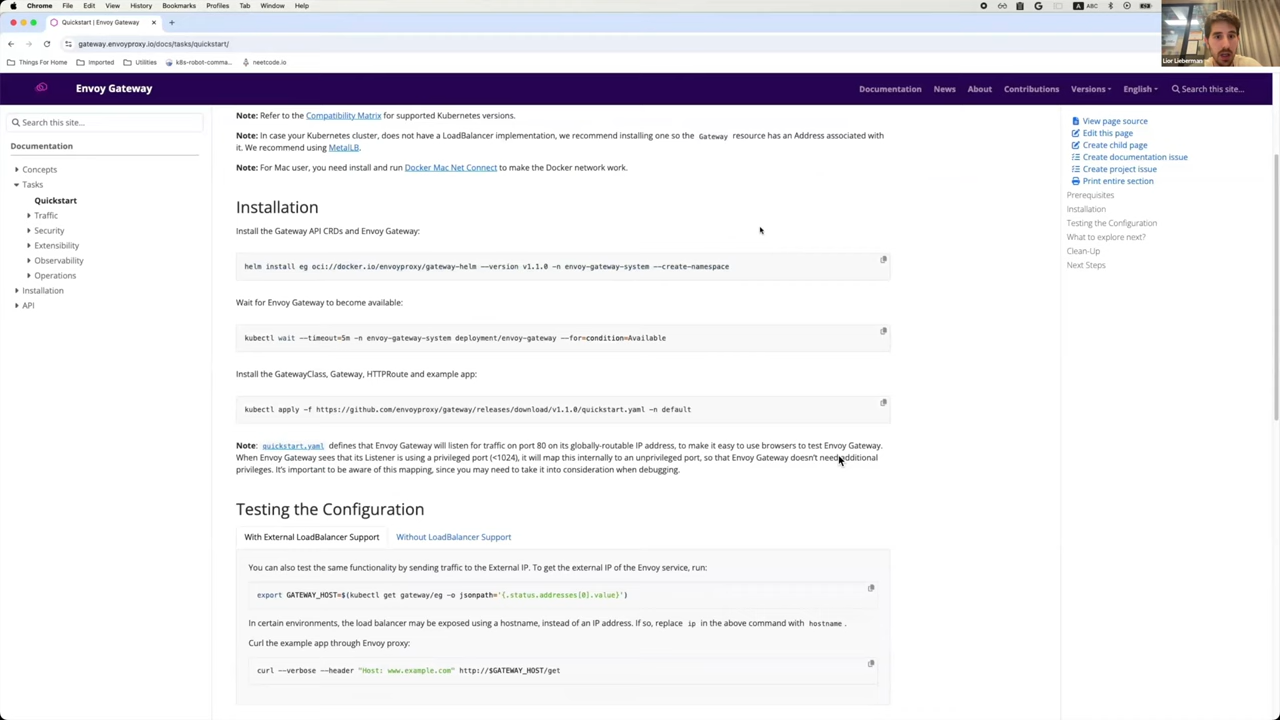 Chrome File Edit View History Bookmarks Profiles Tab Window Help
A ABC
Quickstart | Envoy Gateway
gateway.envoyproxy.io/docs/tasks/quickstart/
Things For Home Imported Utilities k8s-robot-comma... neetcode.io
Lior Lieberman
Envoy Gateway
Documentation News About Contributions Versions English Search this site...
Search this site...
Documentation
Concepts
Tasks
Quickstart
Traffic
Security
Extensibility
Observability
Operations
Installation
API
Note: Refer to the Compatibility Matrix for supported Kubernetes versions.
Note: In case your Kubernetes cluster, does not have a LoadBalancer implementation, we recommend installing one so the Gateway resource has an Address associated with
it. We recommend using MetalLB.
Note: For Mac user, you need install and run Docker Mac Net Connect to make the Docker network work.
Installation
Install the Gateway API CRDs and Envoy Gateway:
helm install eg oci://docker.io/envoyproxy/gateway-helm --version v1.1.0 -n envoy-gateway-system --create-namespace
Wait for Envoy Gateway to become available:
kubectl wait --timeout=5m -n envoy-gateway-system deployment/envoy-gateway --for=condition=Available
Install the GatewayClass, Gateway, HTTPRoute and example app:
kubectl apply -f https://github.com/envoyproxy/gateway/releases/download/v1.1.0/quickstart.yaml -n default
Note: quickstart.yaml defines that Envoy Gateway will listen for traffic on port 80 on its globally-routable IP address, to make it easy to use browsers to test Envoy Gateway.
When Envoy Gateway sees that its Listener is using a privileged port (<1024), it will map this internally to an unprivileged port, so that Envoy Gateway doesn't need additional
privileges. It's important to be aware of this mapping, since you may need to take it into consideration when debugging.
Testing the Configuration
With External LoadBalancer Support Without LoadBalancer Support
You can also test the same functionality by sending traffic to the External IP. To get the external IP of the Envoy service, run:
export GATEWAY_HOST=$(kubectl get gateway/eg -o jsonpath='{.status.addresses[0].value}')
In certain environments, the load balancer may be exposed using a hostname, instead of an IP address. If so, replace ip in the above command with hostname .
Curl the example app through Envoy proxy:
curl --verbose --header "Host: www.example.com" http://$GATEWAY_HOST/get
View page source
Edit this page
Create child page
Create documentation issue
Create project issue
Print entire section
Prerequisites
Installation
Testing the Configuration
What to explore next?
Clean-Up
Next Steps